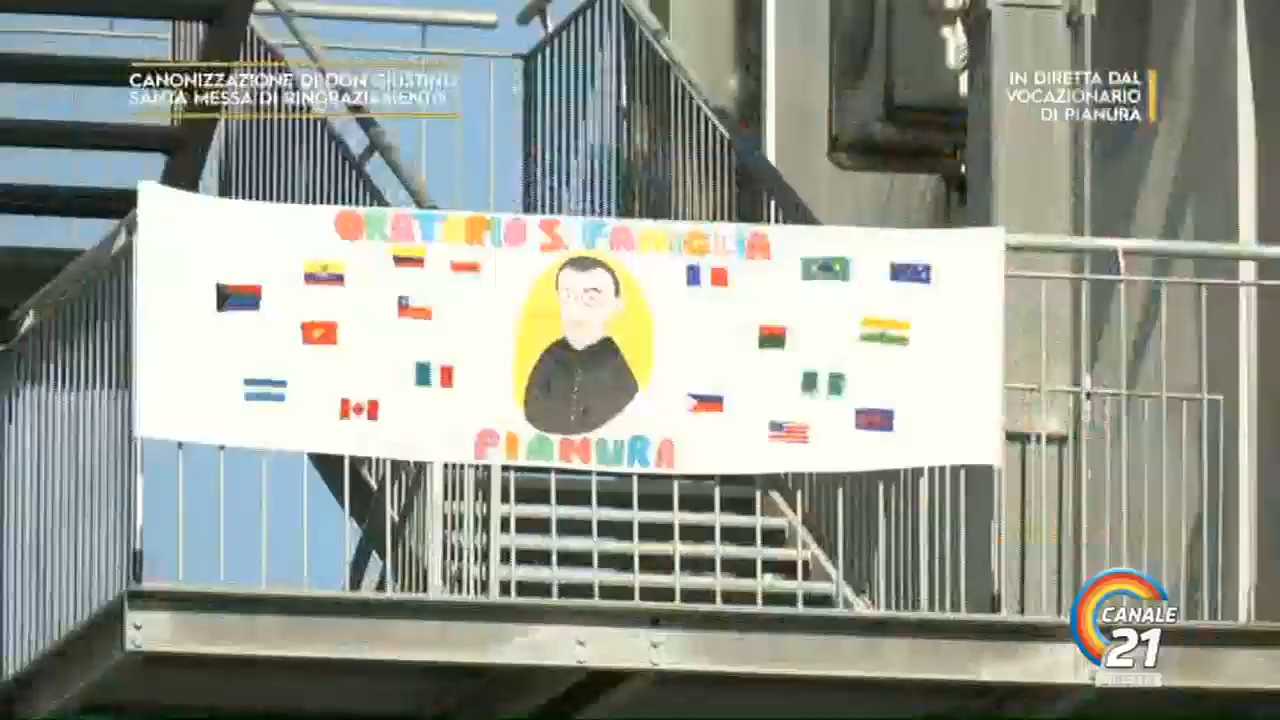 CANONIZZAZIONE DI DON GIUSTINO
SANTA MESSA DI RINGRAZIAMENTO
IN DIRETTA DAL
VOCAZIONARIO
DI PIANURA
ORATORIO S. FAMIGLIA
PIANURA
CANALE
21